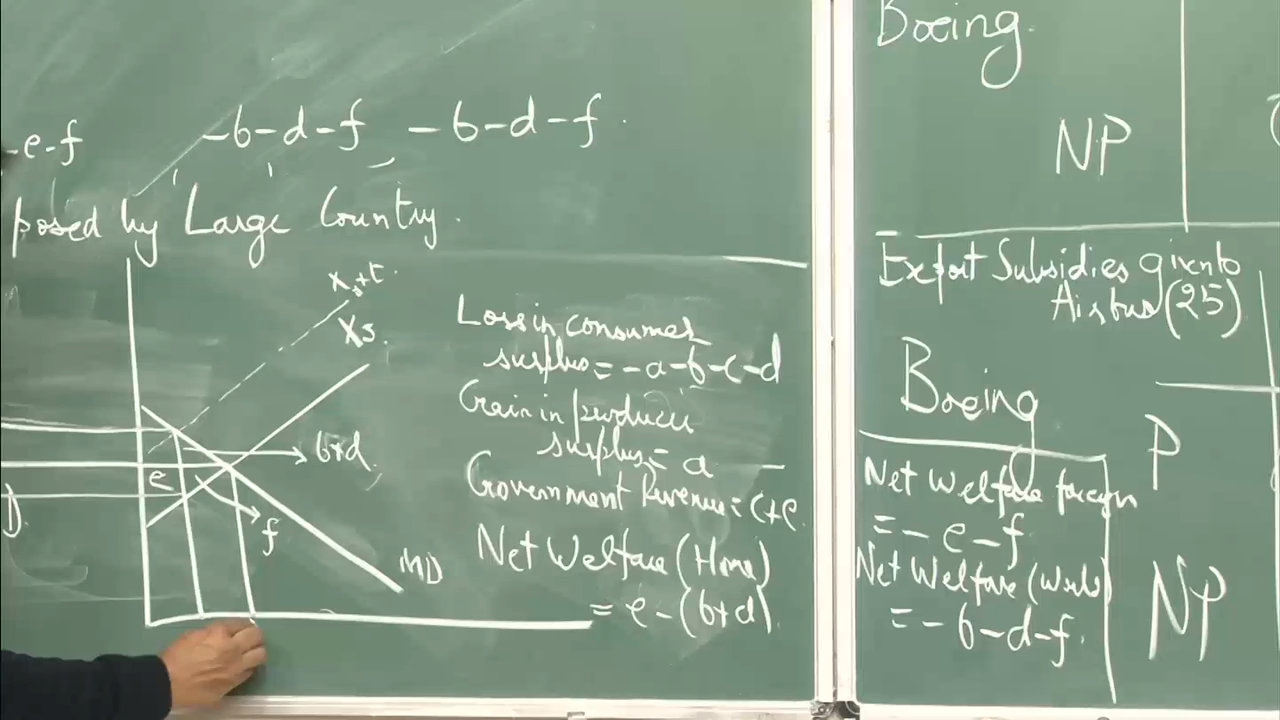 -e-f
-b-d-f -b-d-f.
posed by Large Country.
Xs+t
Xs.
b+d
e
D.
f
MD
Loss in consumer
surplus = -a-b-c-d
Gain in producer
surplus = a
Government Revenue = c+e.
Net Welfare (Home)
= e-(b+d).
Boeing
NP
Export Subsidies given to
Airbus (25)
Boeing
P
Net Welfare foreign
= -e-f
Net Welfare (World)
= -b-d-f.
NP